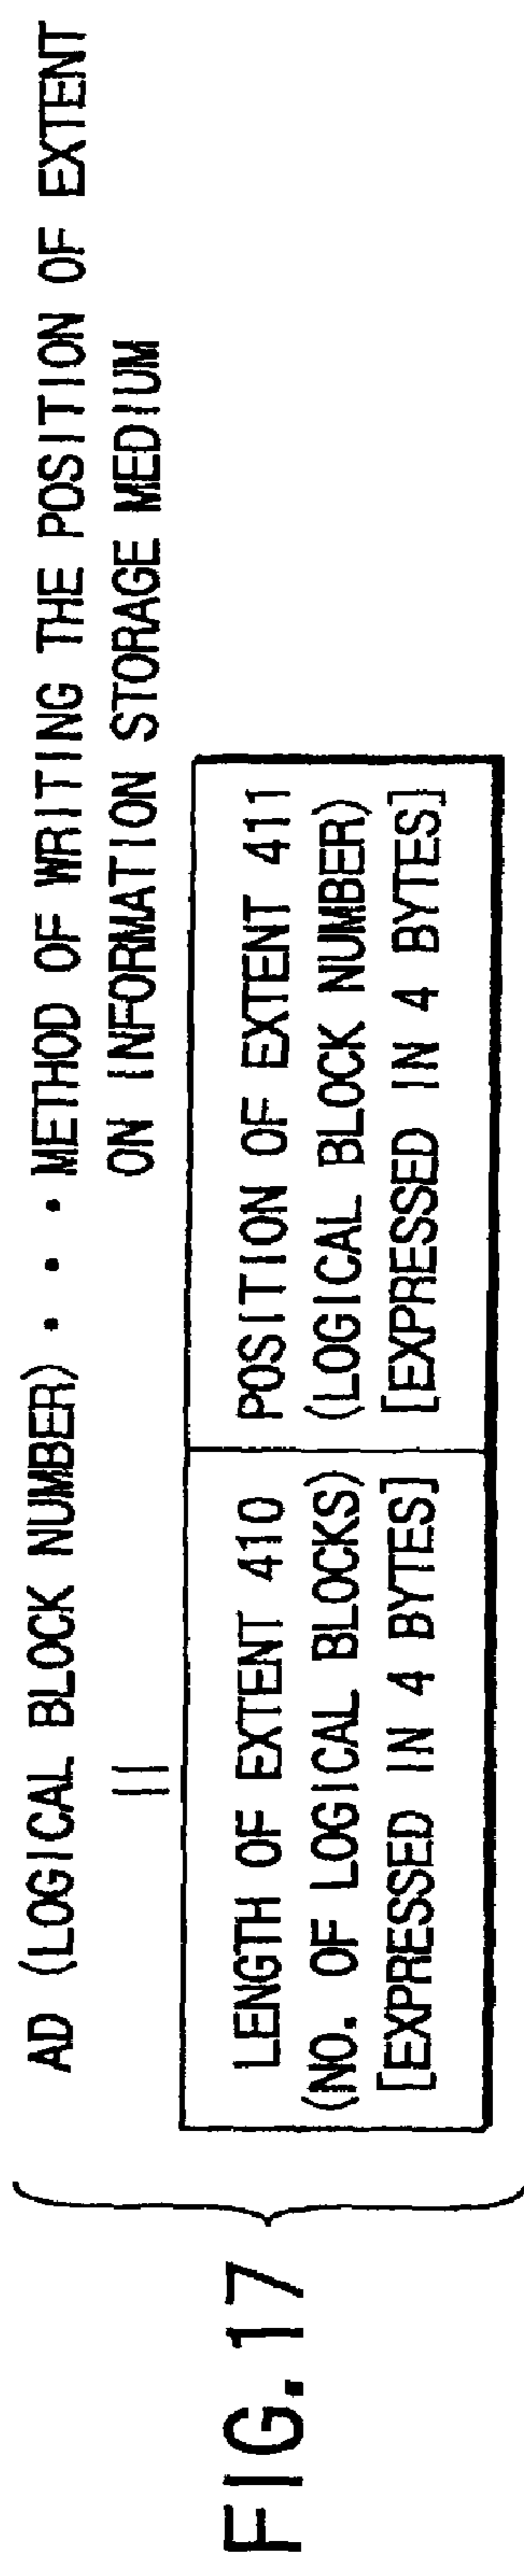 AD (LOGICAL BLOCK NUMBER) • • • METHOD OF WRITING THE POSITION OF EXTENT
ON INFORMATION STORAGE MEDIUM
||
LENGTH OF EXTENT 410
(NO. OF LOGICAL BLOCKS)
[EXPRESSED IN 4 BYTES]
POSITION OF EXTENT 411
(LOGICAL BLOCK NUMBER)
[EXPRESSED IN 4 BYTES]
FIG.17